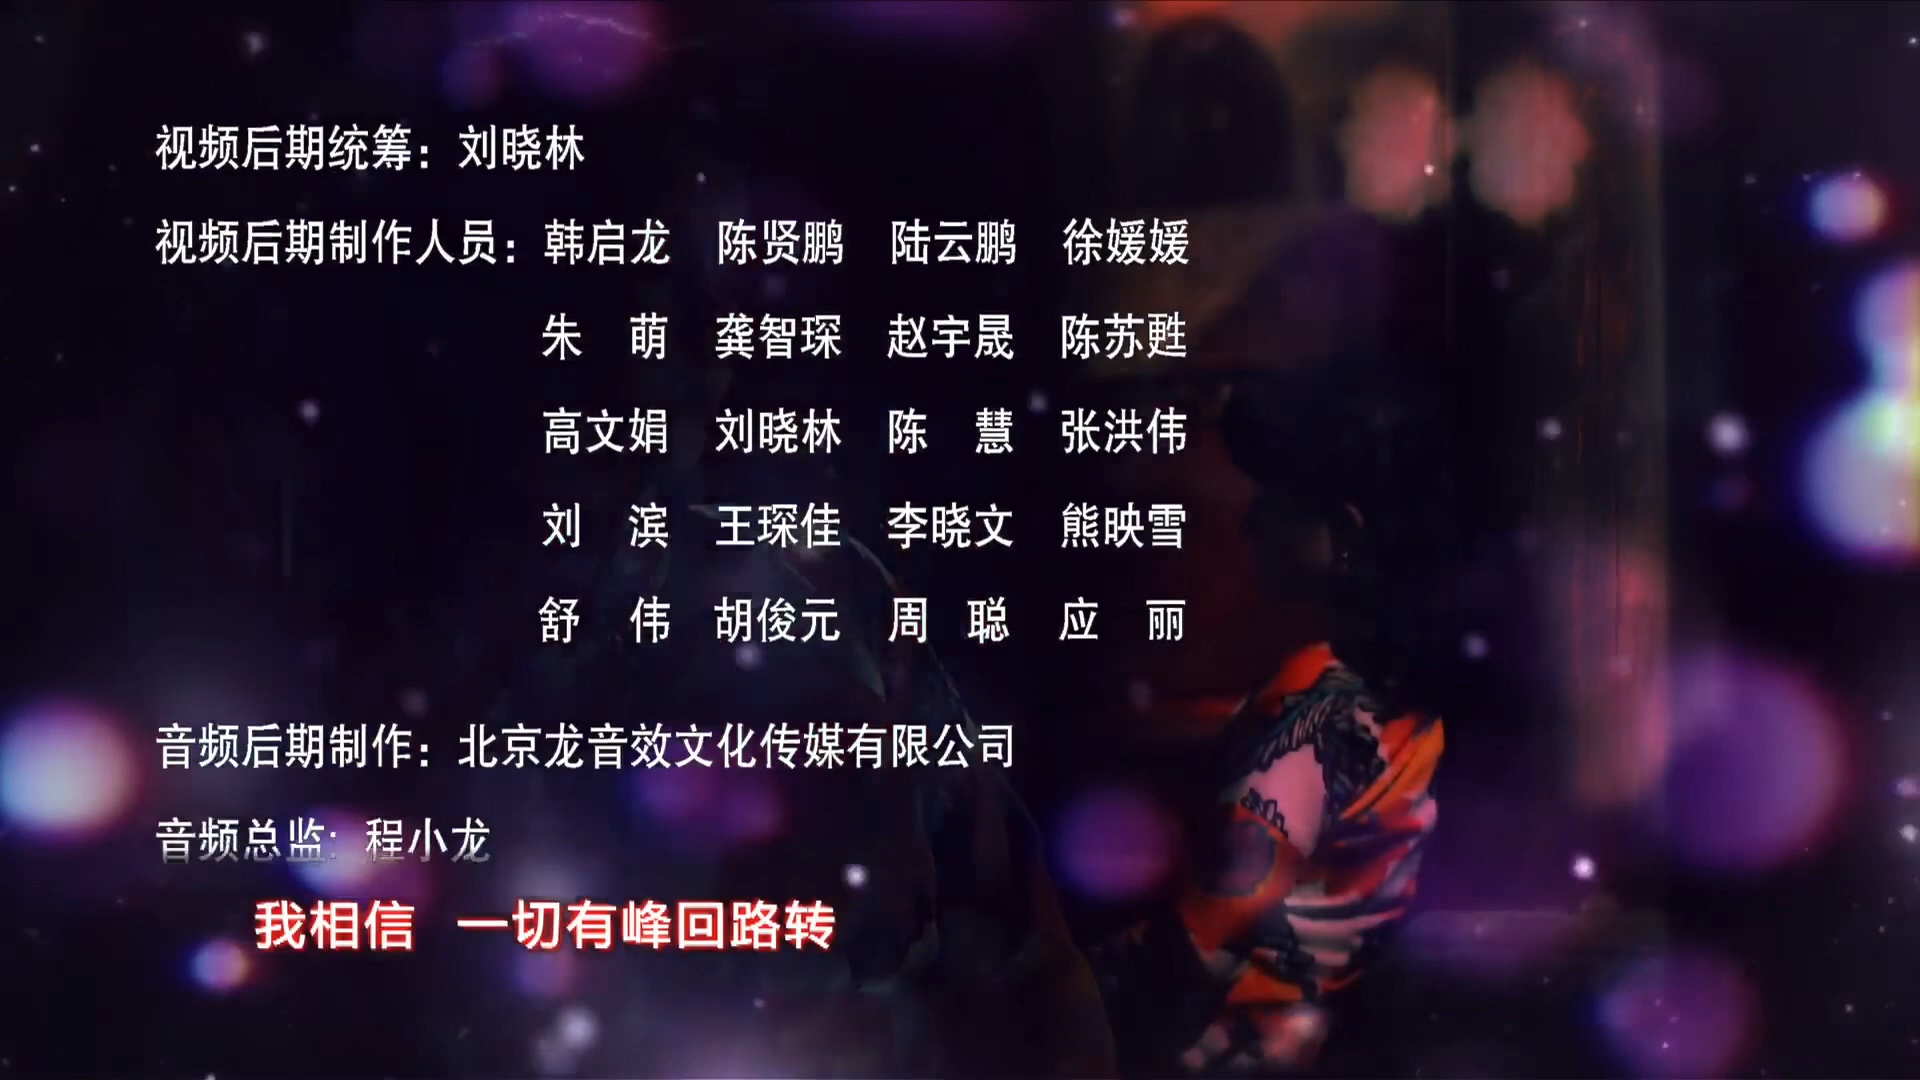 视频后期统筹：刘晓林
视频后期制作人员：韩启龙 陈贤鹏 陆云鹏 徐媛媛
朱 萌 龚智琛 赵宇晟 陈苏甦
高文娟 刘晓林 陈 慧 张洪伟
刘 滨 王琛佳 李晓文 熊映雪
舒 伟 胡俊元 周 聪 应 丽
音频后期制作：北京龙音效文化传媒有限公司
音频总监：程小龙
我相信 一切有峰回路转